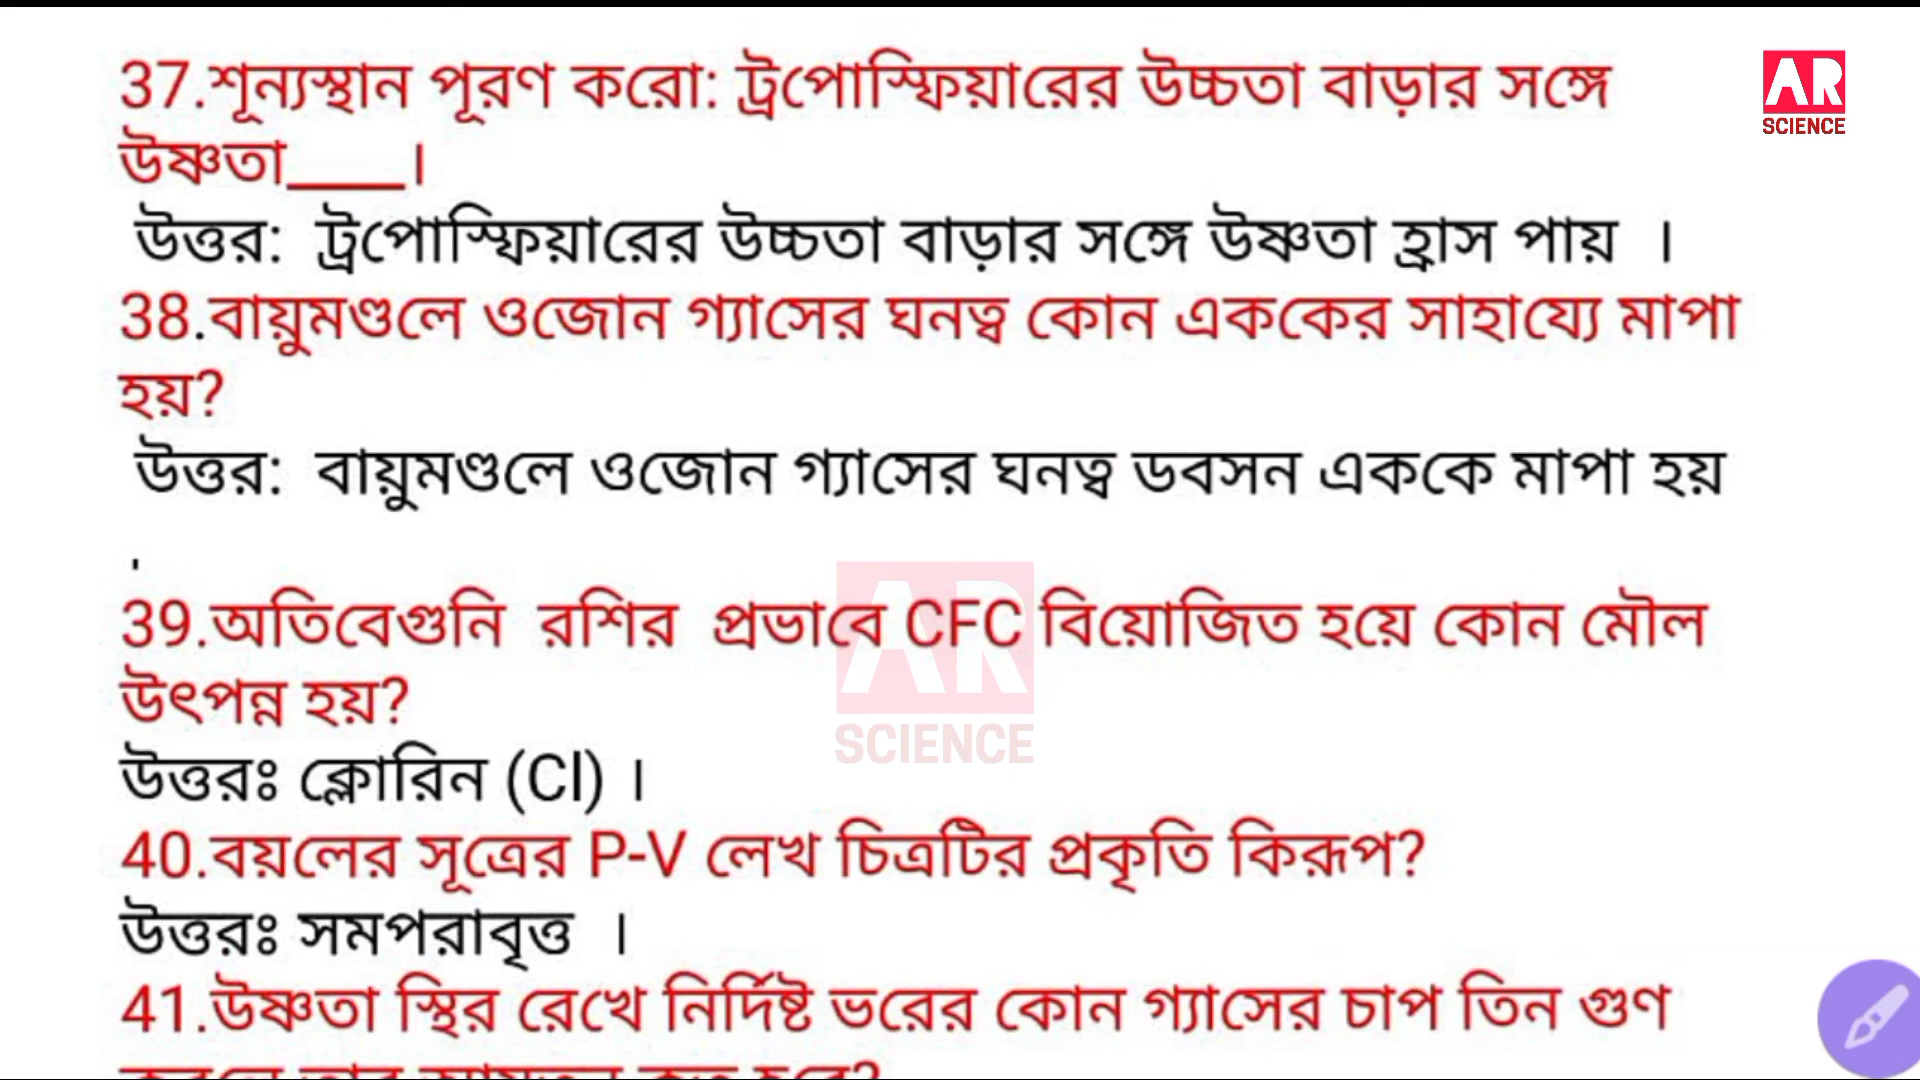 37.শূন্যস্থান পূরণ করো: ট্রপোস্ফিয়ারের উচ্চতা বাড়ার সঙ্গে
উষ্ণতা____।
উত্তর: ট্রপোস্ফিয়ারের উচ্চতা বাড়ার সঙ্গে উষ্ণতা হ্রাস পায় ।
38.বায়ুমণ্ডলে ওজোন গ্যাসের ঘনত্ব কোন এককের সাহায্যে মাপা
হয়?
উত্তর: বায়ুমণ্ডলে ওজোন গ্যাসের ঘনত্ব ডবসন এককে মাপা হয়
.
39.অতিবেগুনি রশির প্রভাবে CFC বিয়োজিত হয়ে কোন মৌল
উৎপন্ন হয়?
উত্তরঃ ক্লোরিন (Cl) ।
40.বয়লের সূত্রের P-V লেখ চিত্রটির প্রকৃতি কিরূপ?
উত্তরঃ সমপরাবৃত্ত ।
41.উষ্ণতা স্থির রেখে নির্দিষ্ট ভরের কোন গ্যাসের চাপ তিন গুণ
AR
SCIENCE
AR
SCIENCE